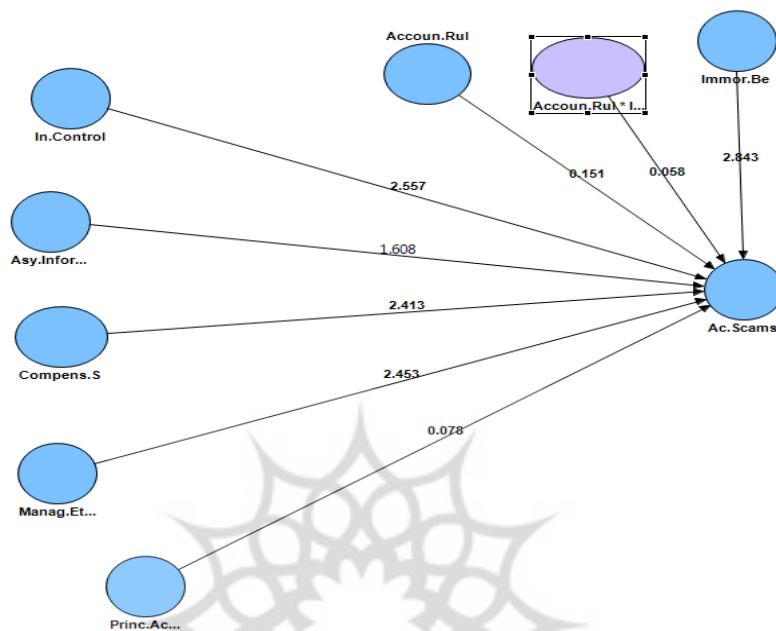 Accoun.Rul
Accoun.Rul * I...
Immor.Be
In.Control
0.151
0.058
2.843
2.557
Asy.Infor...
1.608
Ac.Scams
2.413
Compens.S
2.453
0.078
Manag.Et...
Princ.Ac...